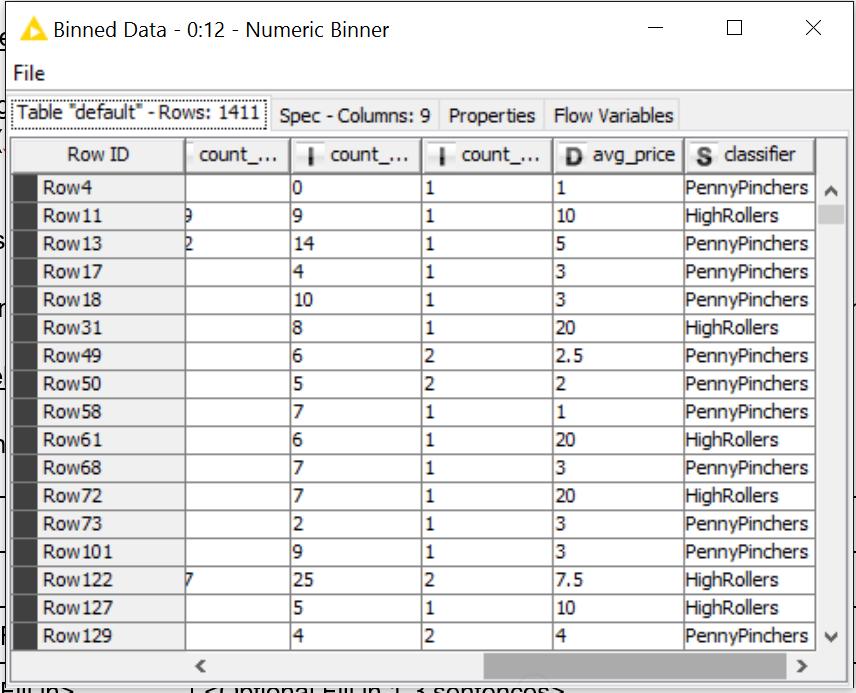 Binned Data - 0:12 - Numeric Binner
File
Table "default" - Rows: 1411 Spec - Columns: 9 Properties Flow Variables
Row ID count_... I count_... I count_... D avg_price S classifier
Row4 0 1 1 PennyPinchers
Row11 9 9 1 10 HighRollers
Row13 2 14 1 5 PennyPinchers
Row17 4 1 3 PennyPinchers
Row18 10 1 3 PennyPinchers
Row31 8 1 20 HighRollers
Row49 6 2 2.5 PennyPinchers
Row50 5 2 2 PennyPinchers
Row58 7 1 1 PennyPinchers
Row61 6 1 20 HighRollers
Row68 7 1 3 PennyPinchers
Row72 7 1 20 HighRollers
Row73 2 1 3 PennyPinchers
Row101 9 1 3 PennyPinchers
Row122 7 25 2 7.5 HighRollers
Row127 5 1 10 HighRollers
Row129 4 2 4 PennyPinchers